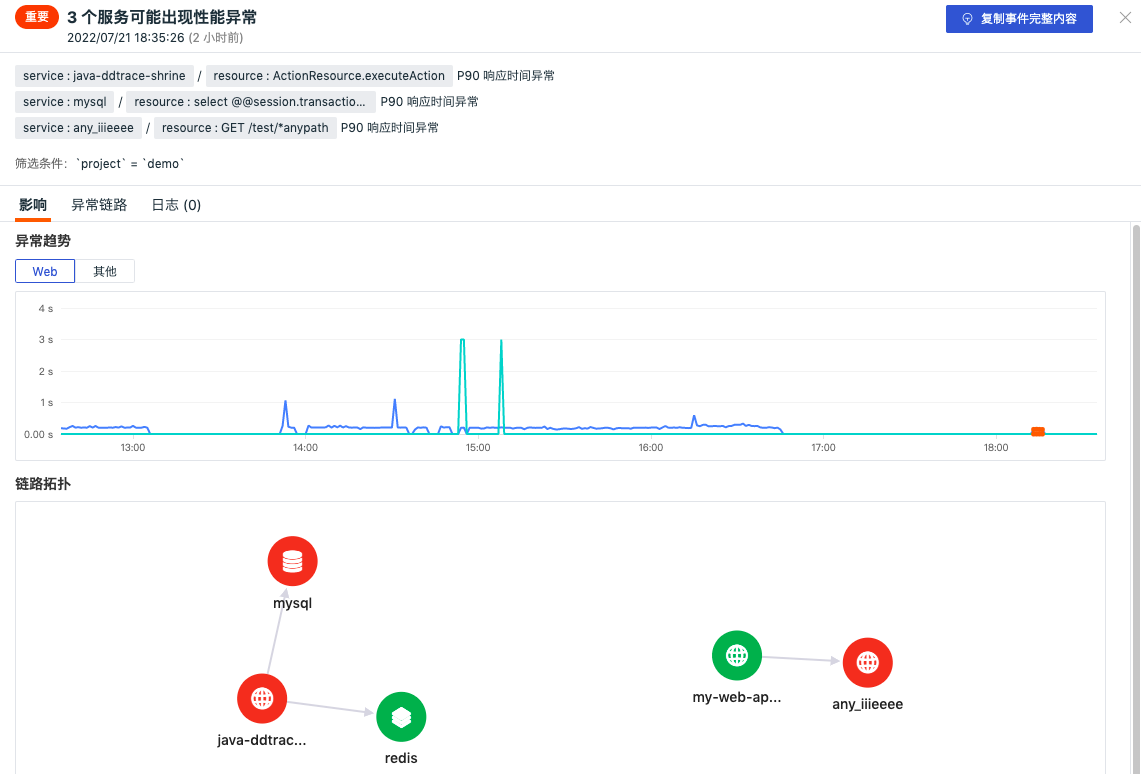 重要 3 个服务可能出现性能异常
2022/07/21 18:35:26 (2 小时前)
复制事件完整内容
service : java-ddtrace-shrine / resource : ActionResource.executeAction P90 响应时间异常
service : mysql / resource : select @@session.transactio... P90 响应时间异常
service : any_iiieeee / resource : GET /test/*anypath P90 响应时间异常
筛选条件: `project` = `demo`
影响 异常链路 日志 (0)
异常趋势
Web 其他
4 s
3 s
2 s
1 s
0.00 s
13:00 14:00 15:00 16:00 17:00 18:00
链路拓扑
mysql
my-web-ap...
any_iiieeee
java-ddtrac...
redis